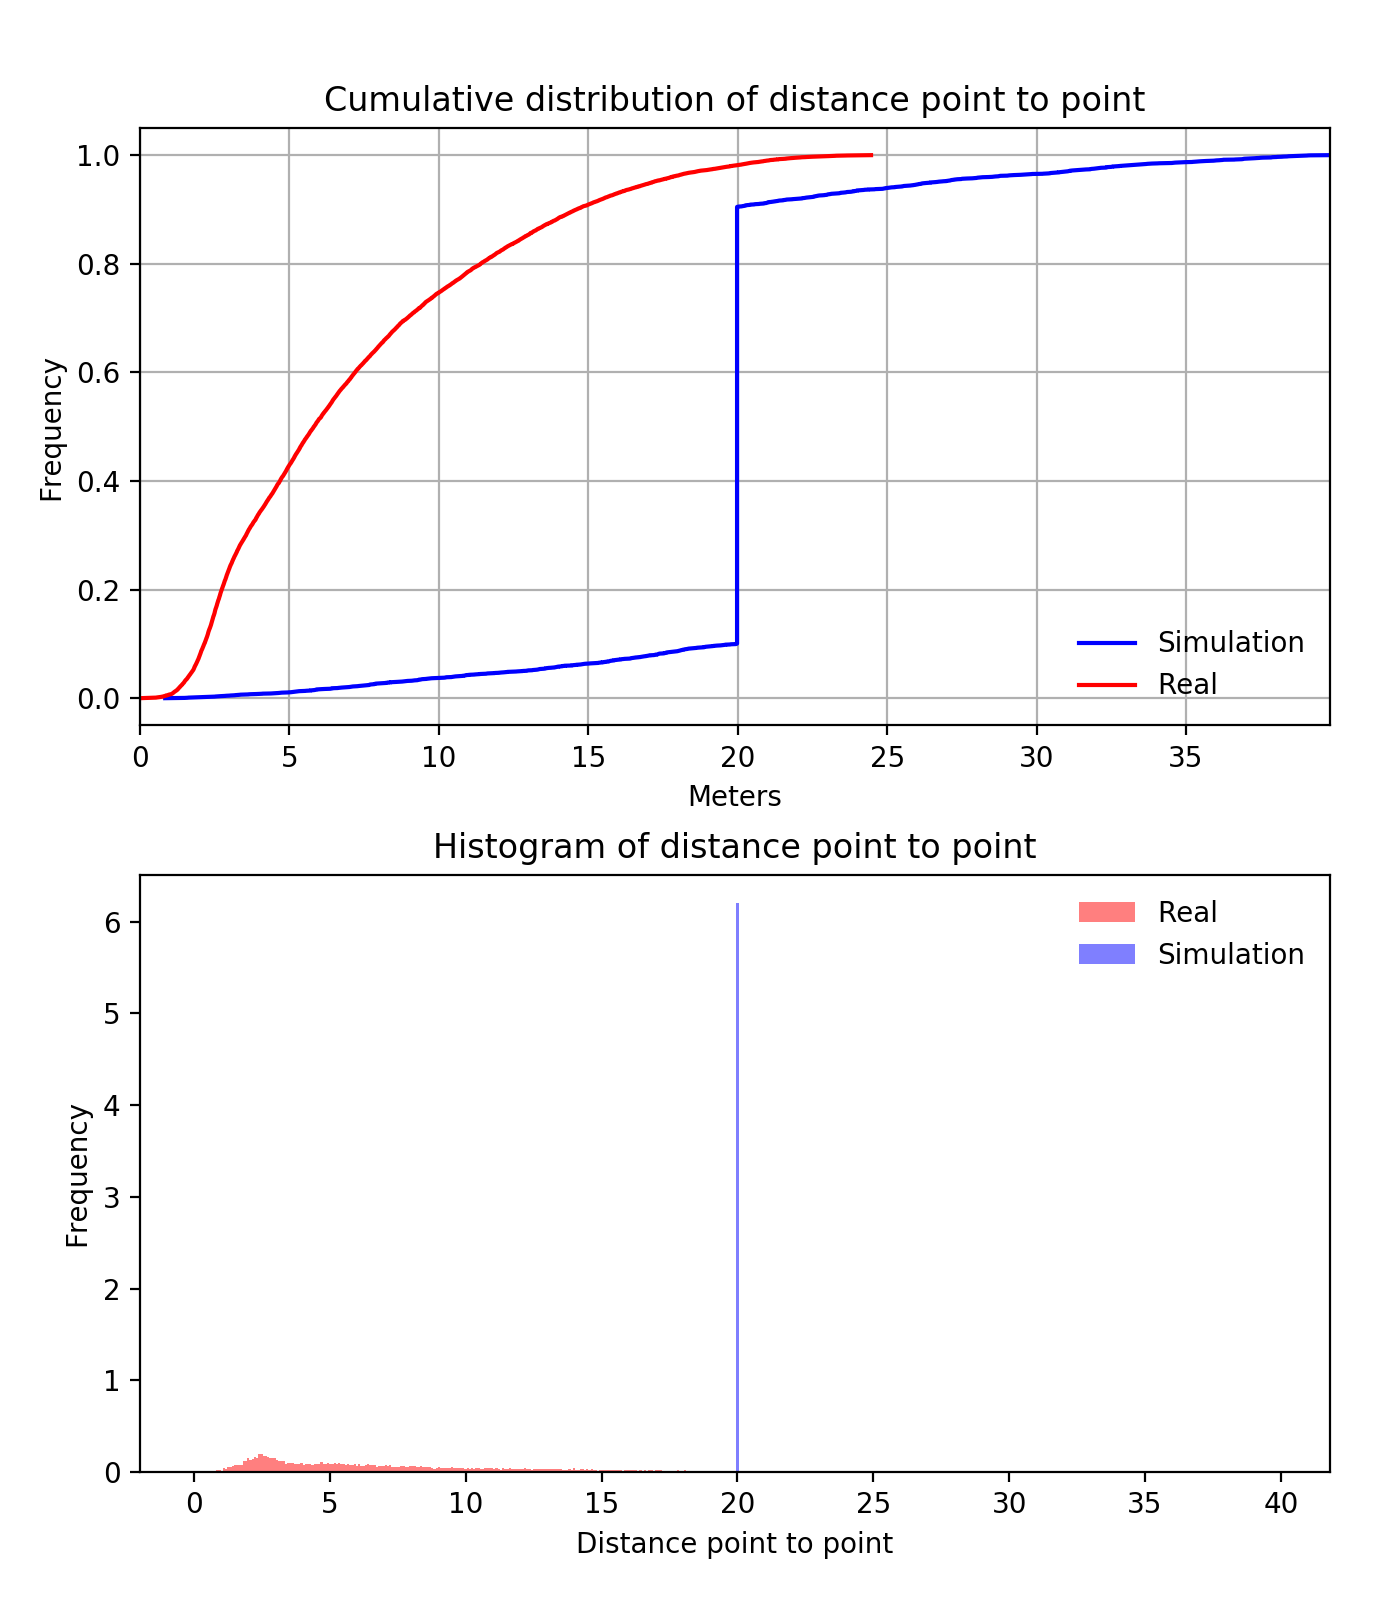 Cumulative distribution of distance point to point
1.0
0.8
0.6
0.4
0.2
0.0
Frequency
Simulation
Real
0 5 10 15 20 25 30 35
Meters
Histogram of distance point to point
6
5
4
3
2
1
0
Frequency
Real
Simulation
0 5 10 15 20 25 30 35 40
Distance point to point